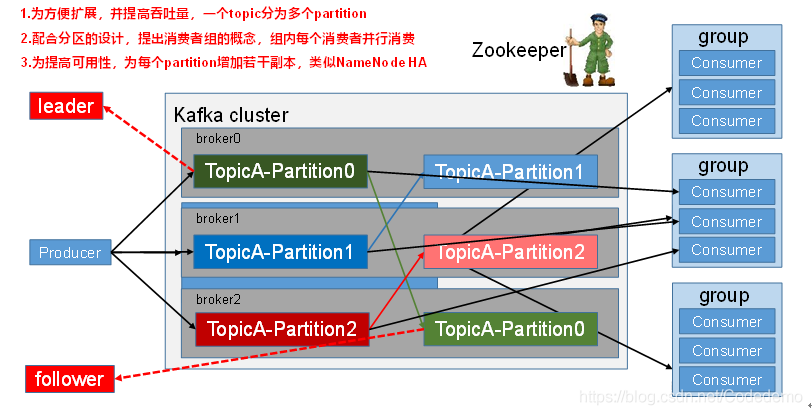 1.为方便扩展，并提高吞吐量，一个topic分为多个partition
2.配合分区的设计，提出消费者组的概念，组内每个消费者并行消费
3.为提高可用性，为每个partition增加若干副本，类似NameNode HA
Zookeeper
leader
Kafka cluster
broker0
TopicA-Partition0
TopicA-Partition1
broker1
Producer
TopicA-Partition1
TopicA-Partition2
broker2
TopicA-Partition2
TopicA-Partition0
follower
group
Consumer
Consumer
Consumer
group
Consumer
Consumer
Consumer
group
Consumer
Consumer
Consumer
https://blog.csdn.net/Codedemo